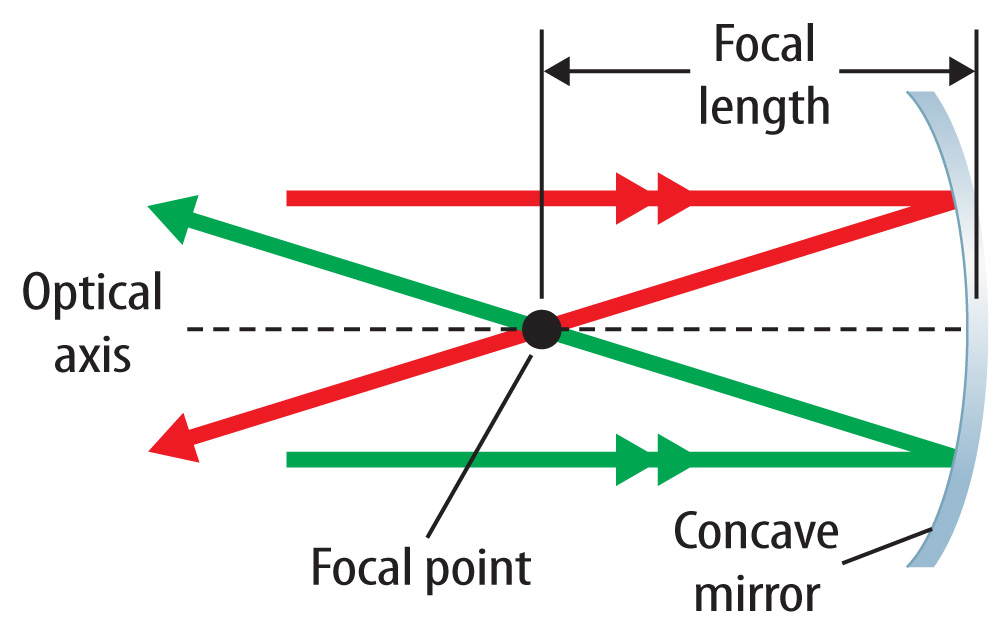 Focal
length
Optical
axis
Focal point
Concave
mirror